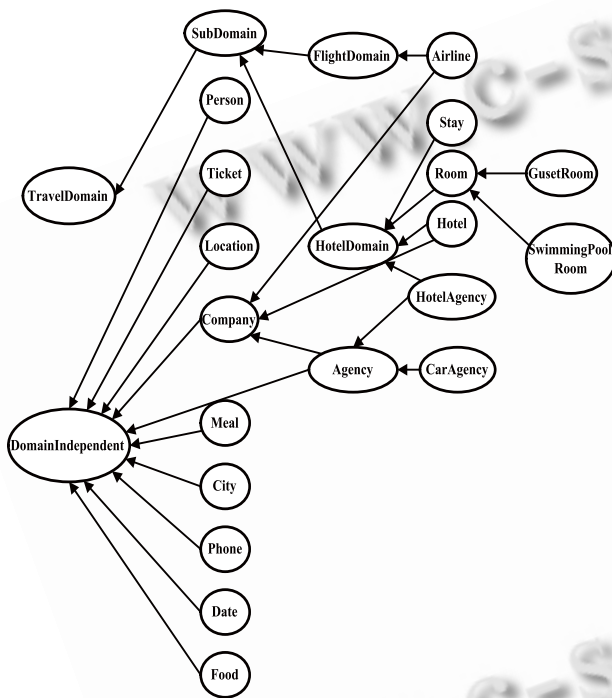 SubDomain
FlightDomain
Airline
Person
Stay
Ticket
Room
GusetRoom
TravelDomain
Hotel
Location
HotelDomain
SwimmingPool
Room
HotelAgency
Company
Agency
CarAgency
Meal
DomainIndependent
City
Phone
Date
Food
www.c-s
c-s